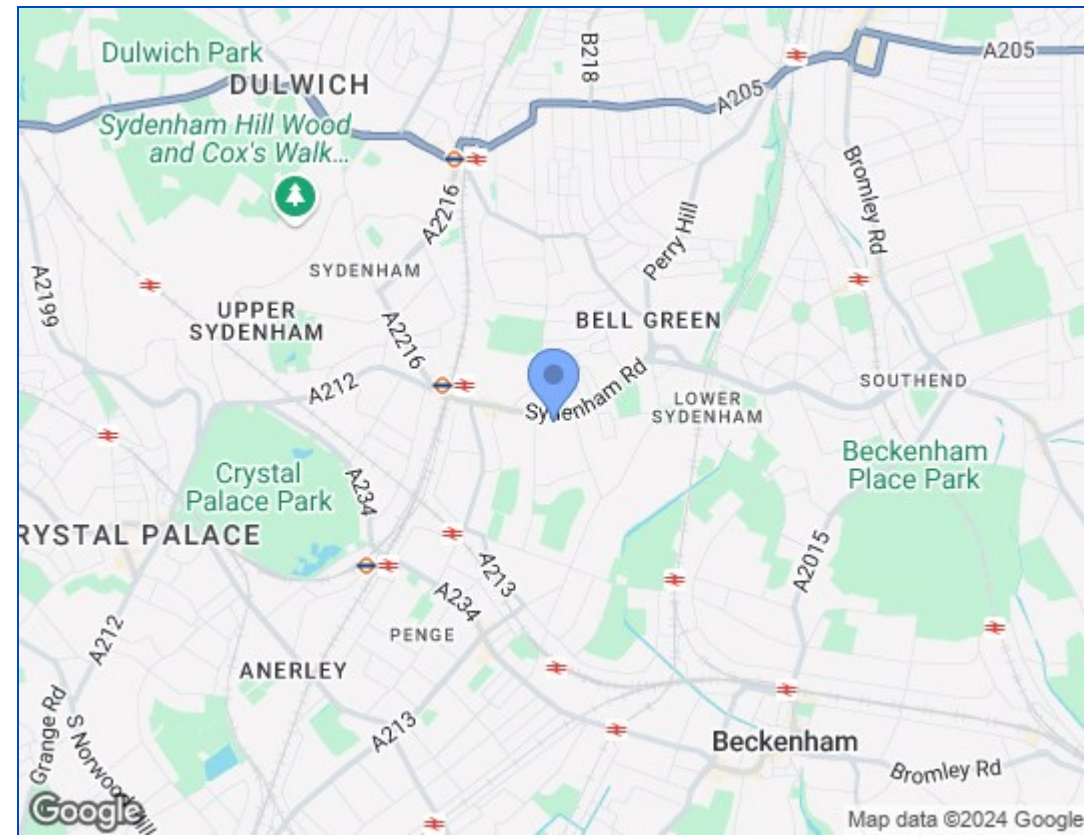 Dulwich Park
DULWICH
Sydenham Hill Wood
and Cox's Walk...
B218
A205
A205
A2216
Perry Hill
Bromley Rd
SYDENHAM
A2199
UPPER
SYDENHAM
A2216
BELL GREEN
A212
Sydenham Rd
LOWER
SYDENHAM
SOUTHEND
Crystal
Palace Park
A234
Beckenham
Place Park
RYSTAL PALACE
A213
A2015
A234
A212
PENGE
ANERLEY
Grange Rd
S Norwood Hill
A213
Beckenham
Bromley Rd
Google
Map data ©2024 Google